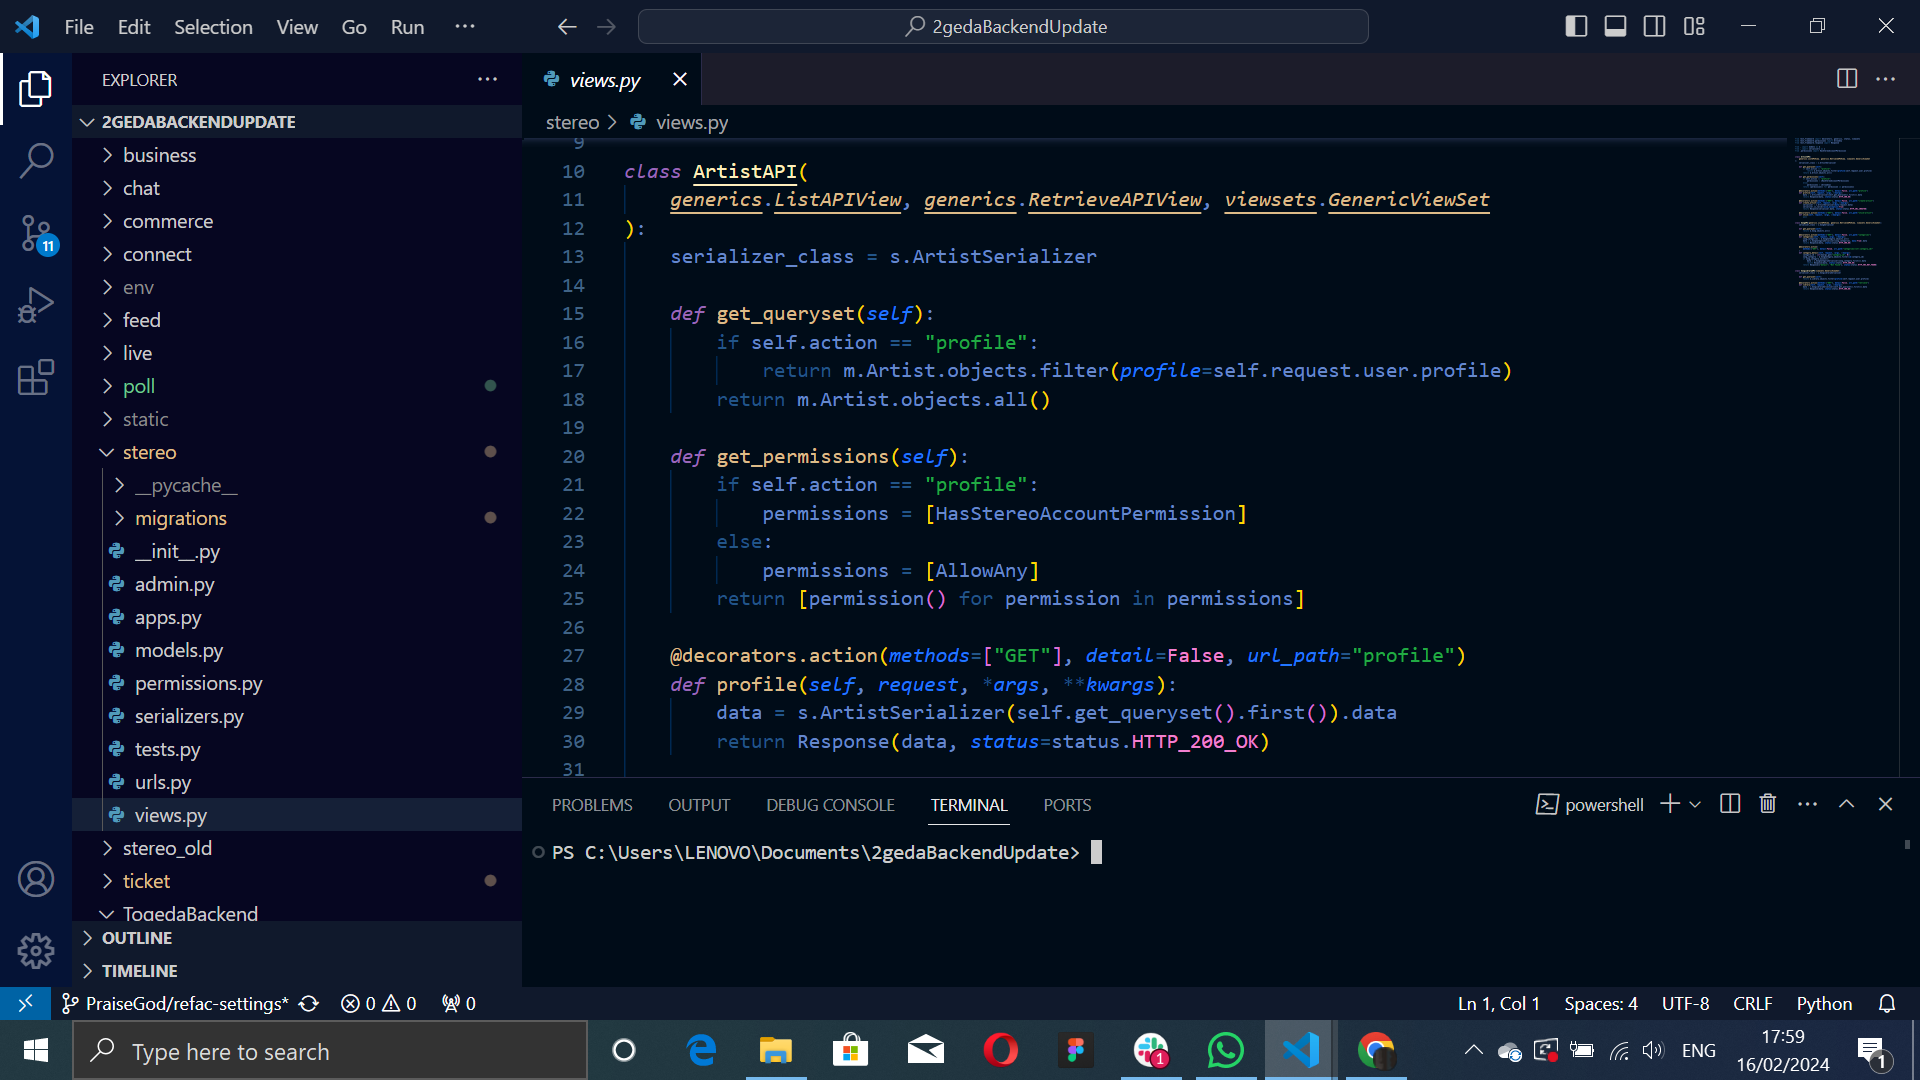 File Edit Selection View Go Run ···
2gedaBackendUpdate
EXPLORER
2GEDABACKENDUPDATE
business
chat
commerce
connect
env
feed
live
poll
static
stereo
__pycache__
migrations
__init__.py
admin.py
apps.py
models.py
permissions.py
serializers.py
tests.py
urls.py
views.py
stereo_old
ticket
TogedaBackend
OUTLINE
TIMELINE
11
views.py
stereo > views.py
9
10 class ArtistAPI(
11 generics.ListAPIView, generics.RetrieveAPIView, viewsets.GenericViewSet
12 ):
13 serializer_class = s.ArtistSerializer
14
15 def get_queryset(self):
16 if self.action == "profile":
17 return m.Artist.objects.filter(profile=self.request.user.profile)
18 return m.Artist.objects.all()
19
20 def get_permissions(self):
21 if self.action == "profile":
22 permissions = [HasStereoAccountPermission]
23 else:
24 permissions = [AllowAny]
25 return [permission() for permission in permissions]
26
27 @decorators.action(methods=["GET"], detail=False, url_path="profile")
28 def profile(self, request, *args, **kwargs):
29 data = s.ArtistSerializer(self.get_queryset().first()).data
30 return Response(data, status=status.HTTP_200_OK)
31
PROBLEMS OUTPUT DEBUG CONSOLE TERMINAL PORTS
powershell
PS C:\Users\LENOVO\Documents\2gedaBackendUpdate>
PraiseGod/refac-settings* 0 0 0
Ln 1, Col 1 Spaces: 4 UTF-8 CRLF Python
Type here to search
1
ENG
17:59
16/02/2024
1